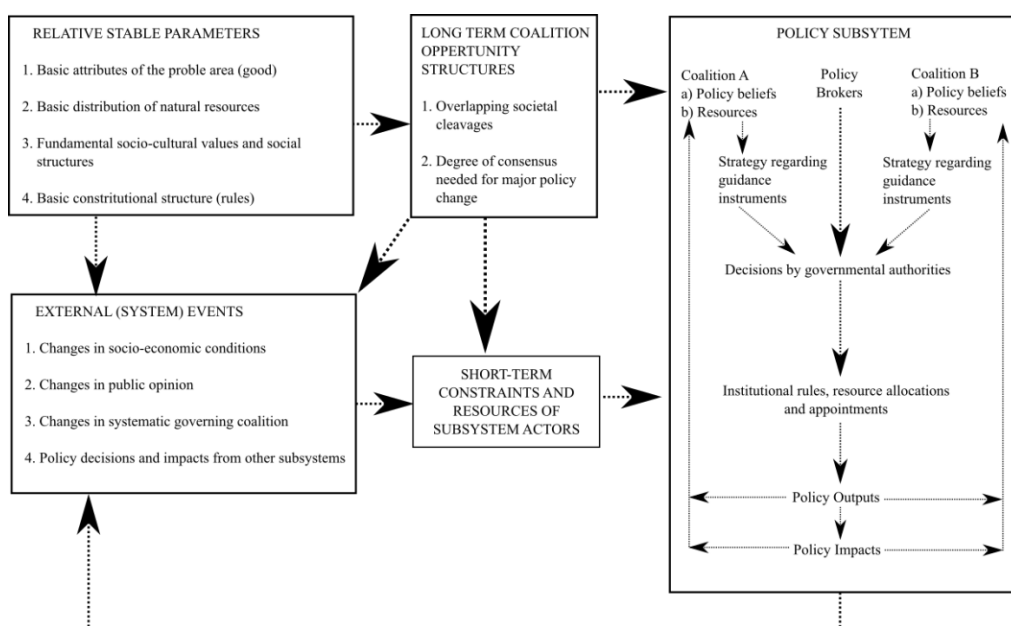 RELATIVE STABLE PARAMETERS
1. Basic attributes of the proble area (good)
2. Basic distribution of natural resources
3. Fundamental socio-cultural values and social
structures
4. Basic constritutional structure (rules)
LONG TERM COALITION
OPPERTUNITY
STRUCTURES
1. Overlapping societal
cleavages
2. Degree of consensus
needed for major policy
change
EXTERNAL (SYSTEM) EVENTS
1. Changes in socio-economic conditions
2. Changes in public opinion
3. Changes in systematic governing coalition
4. Policy decisions and impacts from other subsystems
SHORT-TERM
CONSTRAINTS AND
RESOURCES OF
SUBSYSTEM ACTORS
POLICY SUBSYTEM
Coalition A
a) Policy beliefs
b) Resources
Policy
Brokers
Coalition B
a) Policy beliefs
b) Resources
Strategy regarding
guidance
instruments
Strategy regarding
guidance
instruments
Decisions by governmental authorities
Institutional rules, resource allocations
and appointments
Policy Outputs
Policy Impacts